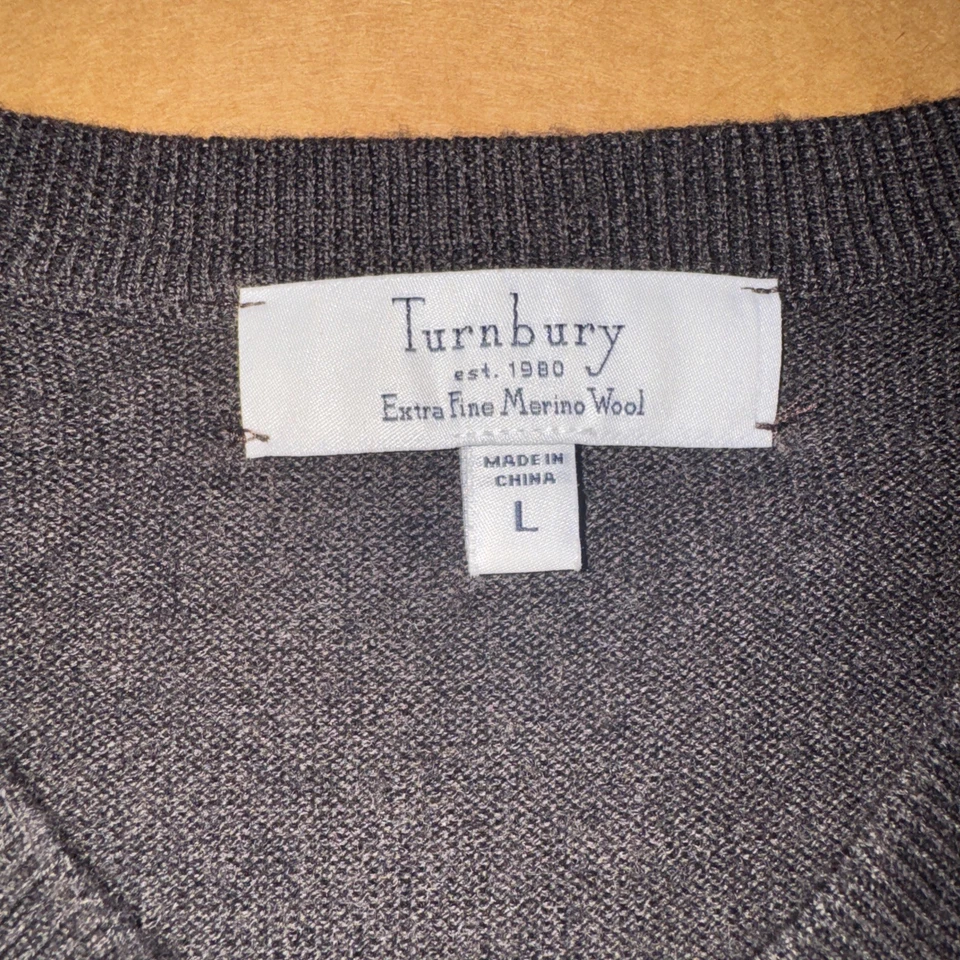 Turnbury
est. 1980
Extra Fine Merino Wool
MADE IN
CHINA
L